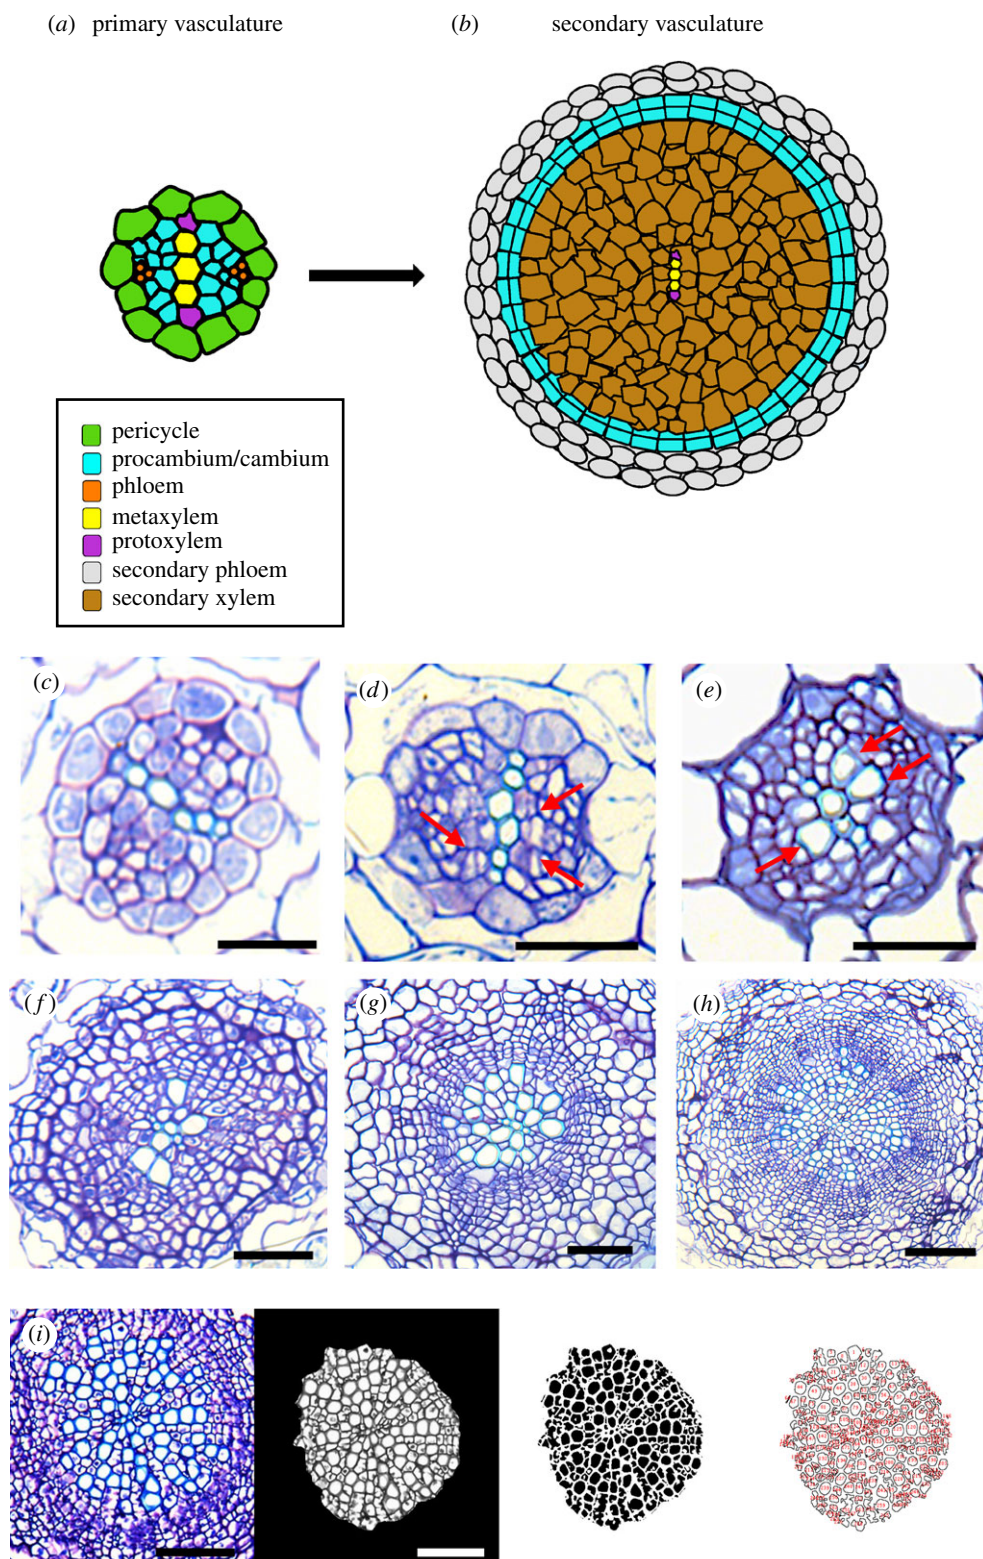 (a) primary vasculature
(b) secondary vasculature
pericycle
procambium/cambium
phloem
metaxylem
protoxylem
secondary phloem
secondary xylem
(c)
(d)
(e)
(f)
(g)
(h)
(i)